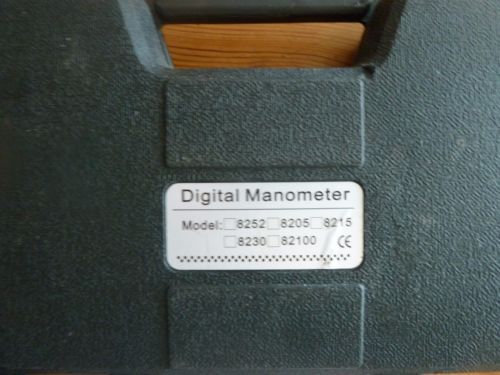 Digital Manometer
Model: □8252 □8205 □8215
□8230 □82100 CE